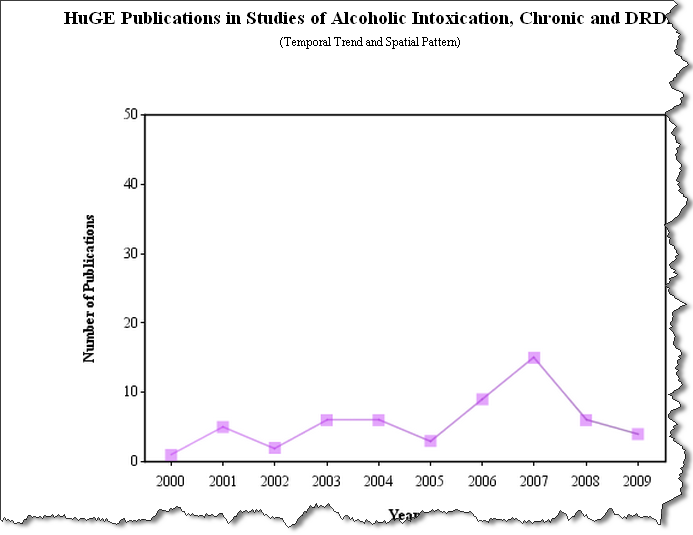 HuGE Publications in Studies of Alcoholic Intoxication, Chronic and DRD
(Temporal Trend and Spatial Pattern)
50
40
30
20
10
0
Number of Publications
2000 2001 2002 2003 2004 2005 2006 2007 2008 2009
Year